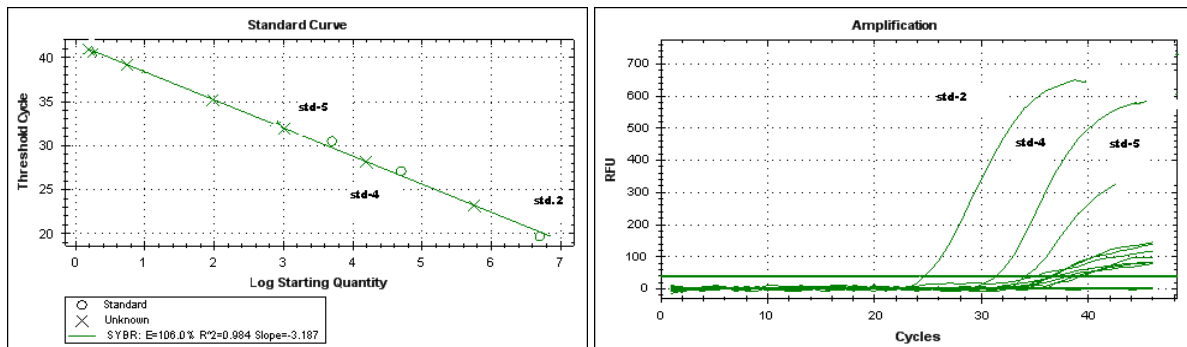 Standard Curve
40
35
30
25
20
Threshold Cycle
std-5
std-4
std.2
0 1 2 3 4 5 6 7
Log Starting Quantity
Standard
Unknown
SYBR: E=106.0% R^2=0.984 Slope=-3.187
Amplification
700
600
500
400
300
200
100
0
RFU
std-2
std-4
std-5
0 10 20 30 40
Cycles